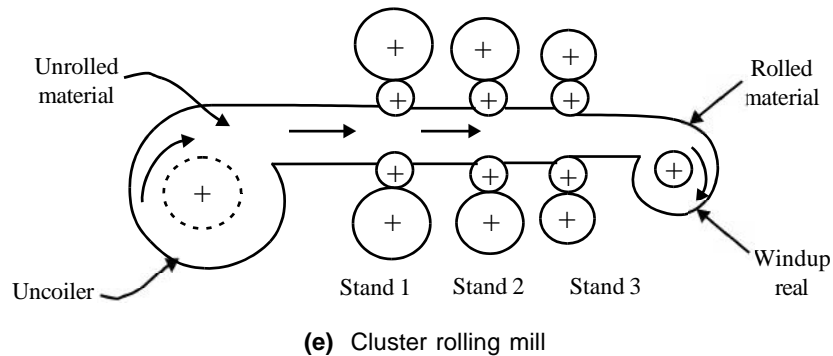 Unrolled
material
Rolled
material
+ + +
+ + +
+ +
+ + +
+ + +
Uncoiler
Stand 1 Stand 2 Stand 3
Windup
real
(e) Cluster rolling mill